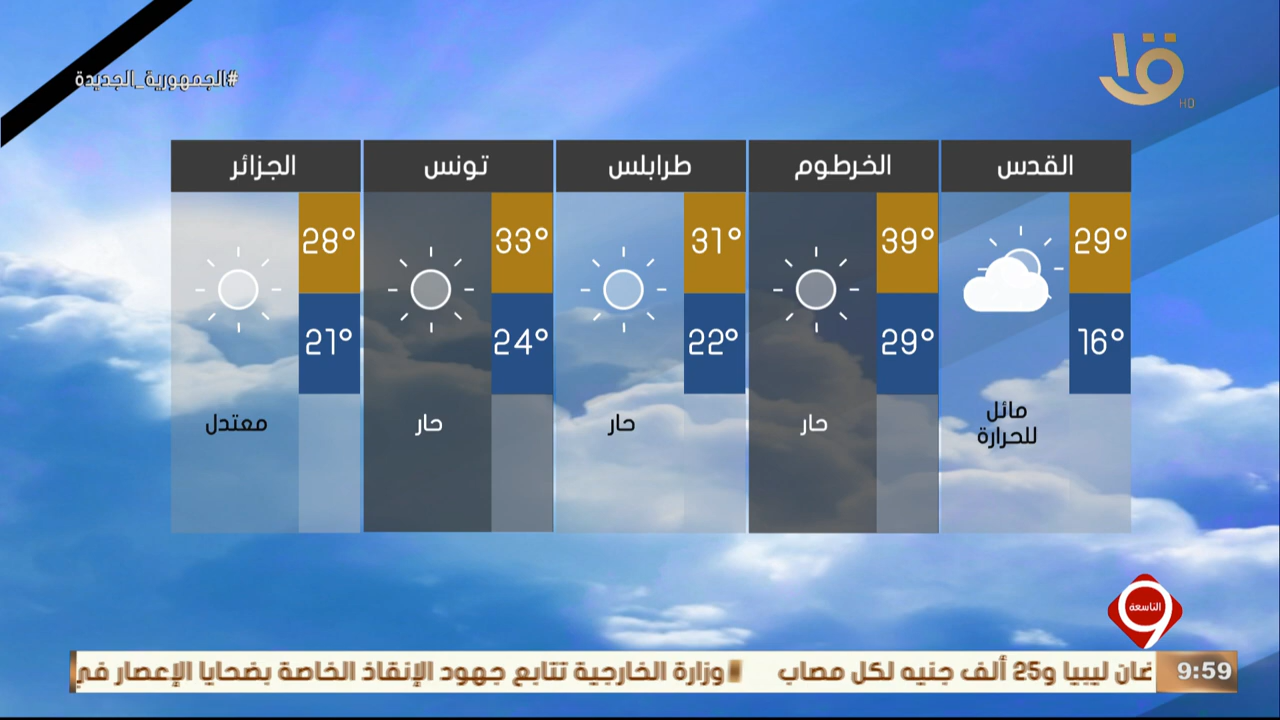 #الجمهورية_الجديدة
HD
القدس
29°
16°
مائل
للحرارة
الخرطوم
39°
29°
حار
طرابلس
31°
22°
حار
تونس
33°
24°
حار
الجزائر
28°
21°
معتدل
التاسعة
9
9:59
ليبيا و25 ألف جنيه لكل مصاب وزارة الخارجية تتابع جهود الإنقاذ الخاصة بضحايا الإعصار في